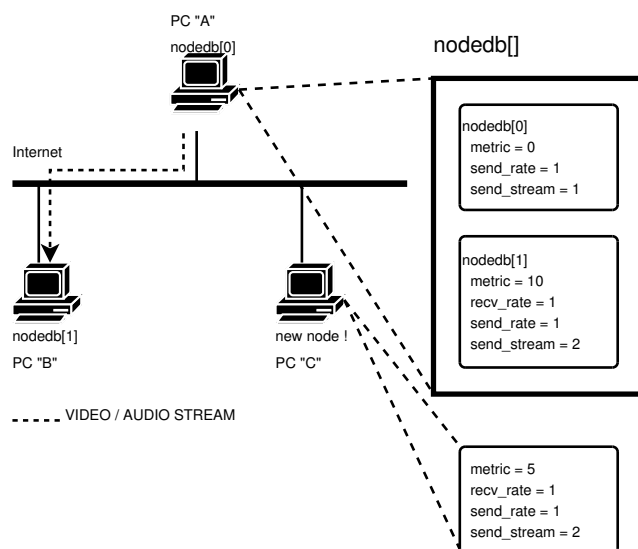 PC "A"
nodedb[0]
nodedb[]
nodedb[0]
metric = 0
send_rate = 1
send_stream = 1
Internet
nodedb[1]
metric = 10
recv_rate = 1
send_rate = 1
send_stream = 2
nodedb[1]
PC "B"
new node !
PC "C"
VIDEO / AUDIO STREAM
metric = 5
recv_rate = 1
send_rate = 1
send_stream = 2